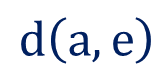 d(a, e)